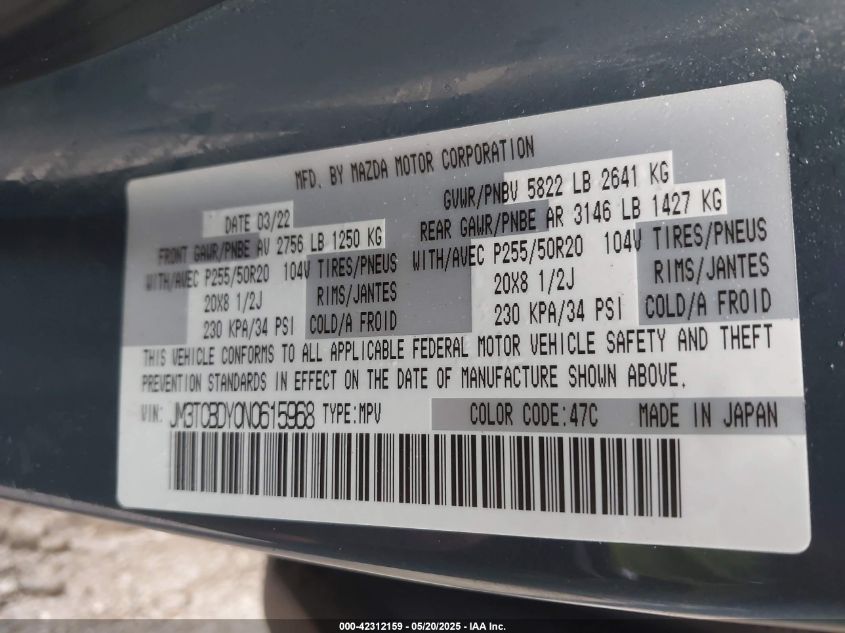 MFD. BY MAZDA MOTOR CORPORATION
DATE 03/22
GVWR/PNBV 5822 LB 2641 KG
FRONT GAWR/PNBE AV 2756 LB 1250 KG
REAR GAWR/PNBE AR 3146 LB 1427 KG
WITH/AVEC P255/50R20 104V TIRES/PNEUS
WITH/AVEC P255/50R20 104V TIRES/PNEUS
20X8 1/2J RIMS/JANTES
20X8 1/2J RIMS/JANTES
230 KPA/34 PSI COLD/A FROID
230 KPA/34 PSI COLD/A FROID
THIS VEHICLE CONFORMS TO ALL APPLICABLE FEDERAL MOTOR VEHICLE SAFETY AND THEFT
PREVENTION STANDARDS IN EFFECT ON THE DATE OF MANUFACTURE SHOWN ABOVE.
VIN: JM3TCBDY0N0615968 TYPE:MPV COLOR CODE:47C MADE IN JAPAN
000-42312159 - 05/20/2025 - IAA Inc.